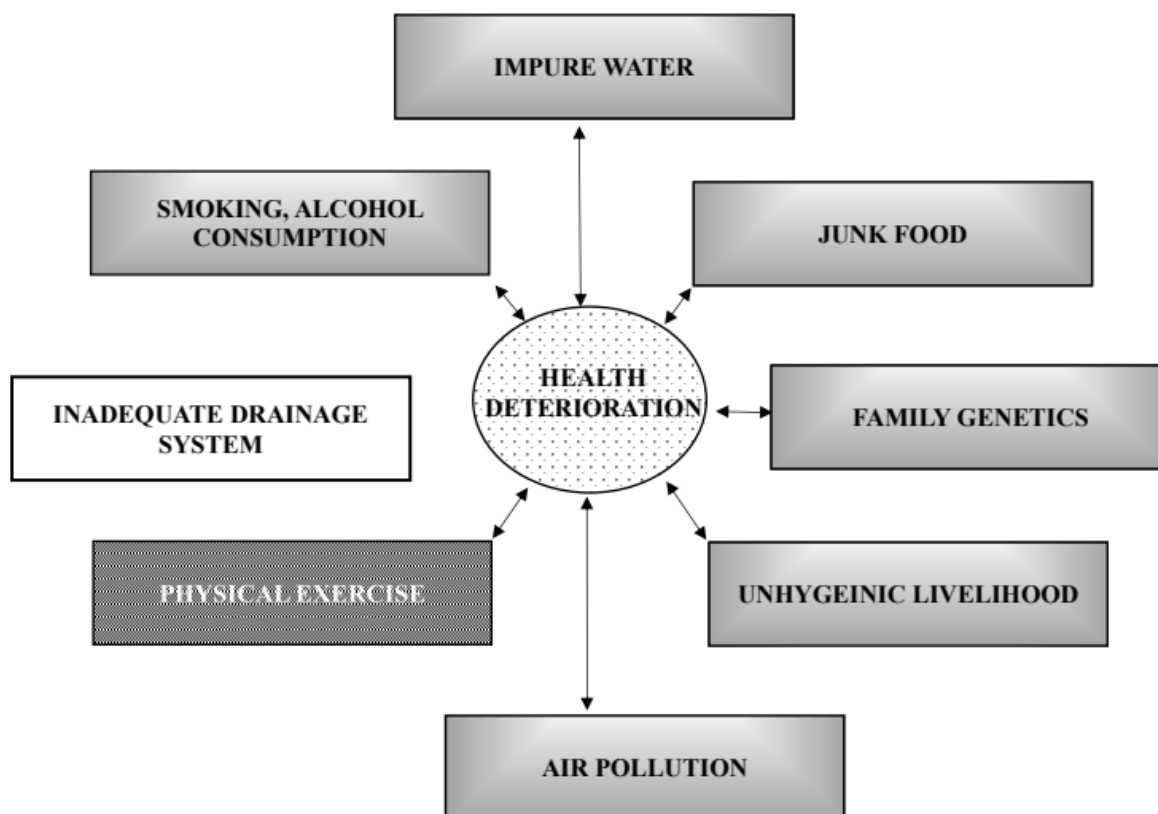 IMPURE WATER
SMOKING, ALCOHOL
CONSUMPTION
JUNK FOOD
HEALTH
DETERIORATION
INADEQUATE DRAINAGE
SYSTEM
FAMILY GENETICS
PHYSICAL EXERCISE
UNHYGEINIC LIVELIHOOD
AIR POLLUTION